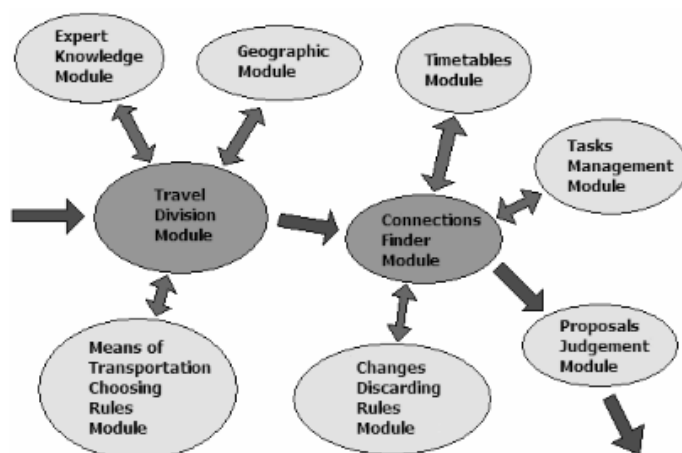 Expert
Knowledge
Module
Geographic
Module
Timetables
Module
Tasks
Management
Module
Travel
Division
Module
Connections
Finder
Module
Means of
Transportation
Choosing
Rules
Module
Changes
Discarding
Rules
Module
Proposals
Judgement
Module